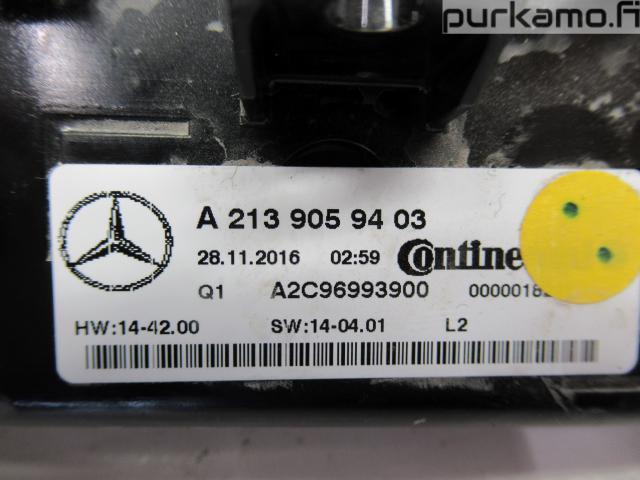 purkamo.fi
A 213 905 94 03
28.11.2016 02:59
Q1 A2C96993900
HW:14-42.00 SW:14-04.01 L2